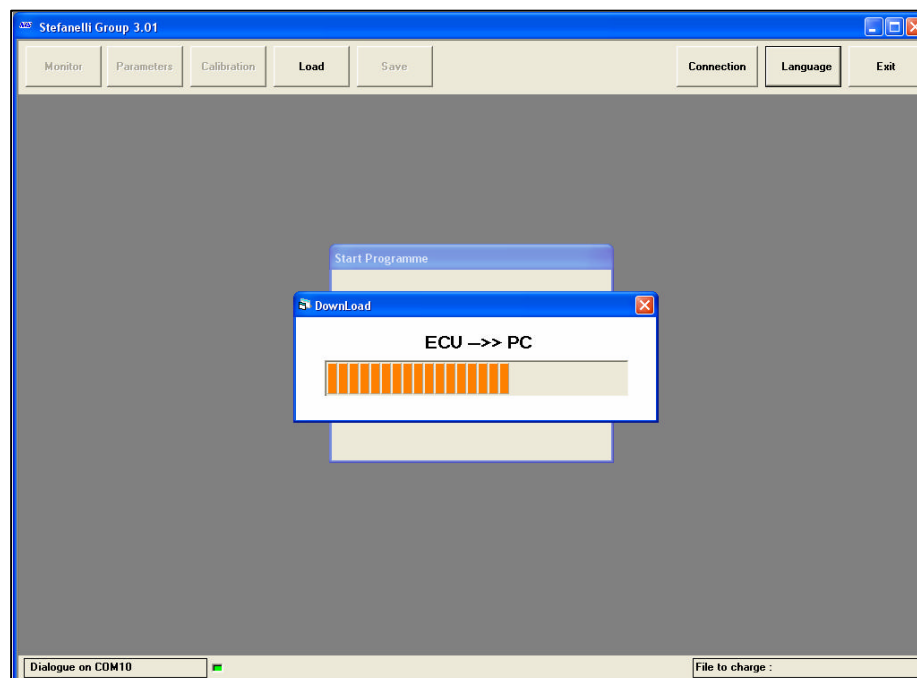 Stefanelli Group 3.01
Monitor Parameters Calibration Load Save Connection Language Exit
Start Programme
DownLoad
ECU –>> PC
Dialogue on COM10
File to charge :